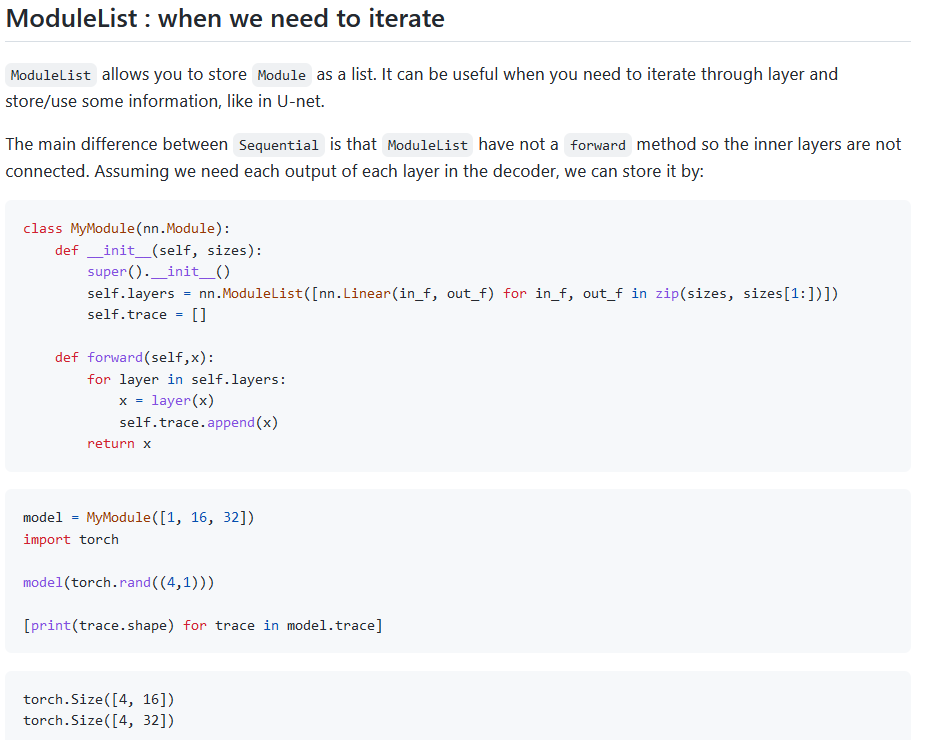 ModuleList : when we need to iterate
ModuleList allows you to store Module as a list. It can be useful when you need to iterate through layer and
store/use some information, like in U-net.
The main difference between Sequential is that ModuleList have not a forward method so the inner layers are not
connected. Assuming we need each output of each layer in the decoder, we can store it by:
class MyModule(nn.Module):
    def __init__(self, sizes):
        super().__init__()
        self.layers = nn.ModuleList([nn.Linear(in_f, out_f) for in_f, out_f in zip(sizes, sizes[1:])])
        self.trace = []

    def forward(self,x):
        for layer in self.layers:
            x = layer(x)
            self.trace.append(x)
        return x
model = MyModule([1, 16, 32])
import torch

model(torch.rand((4,1)))

[print(trace.shape) for trace in model.trace]
torch.Size([4, 16])
torch.Size([4, 32])